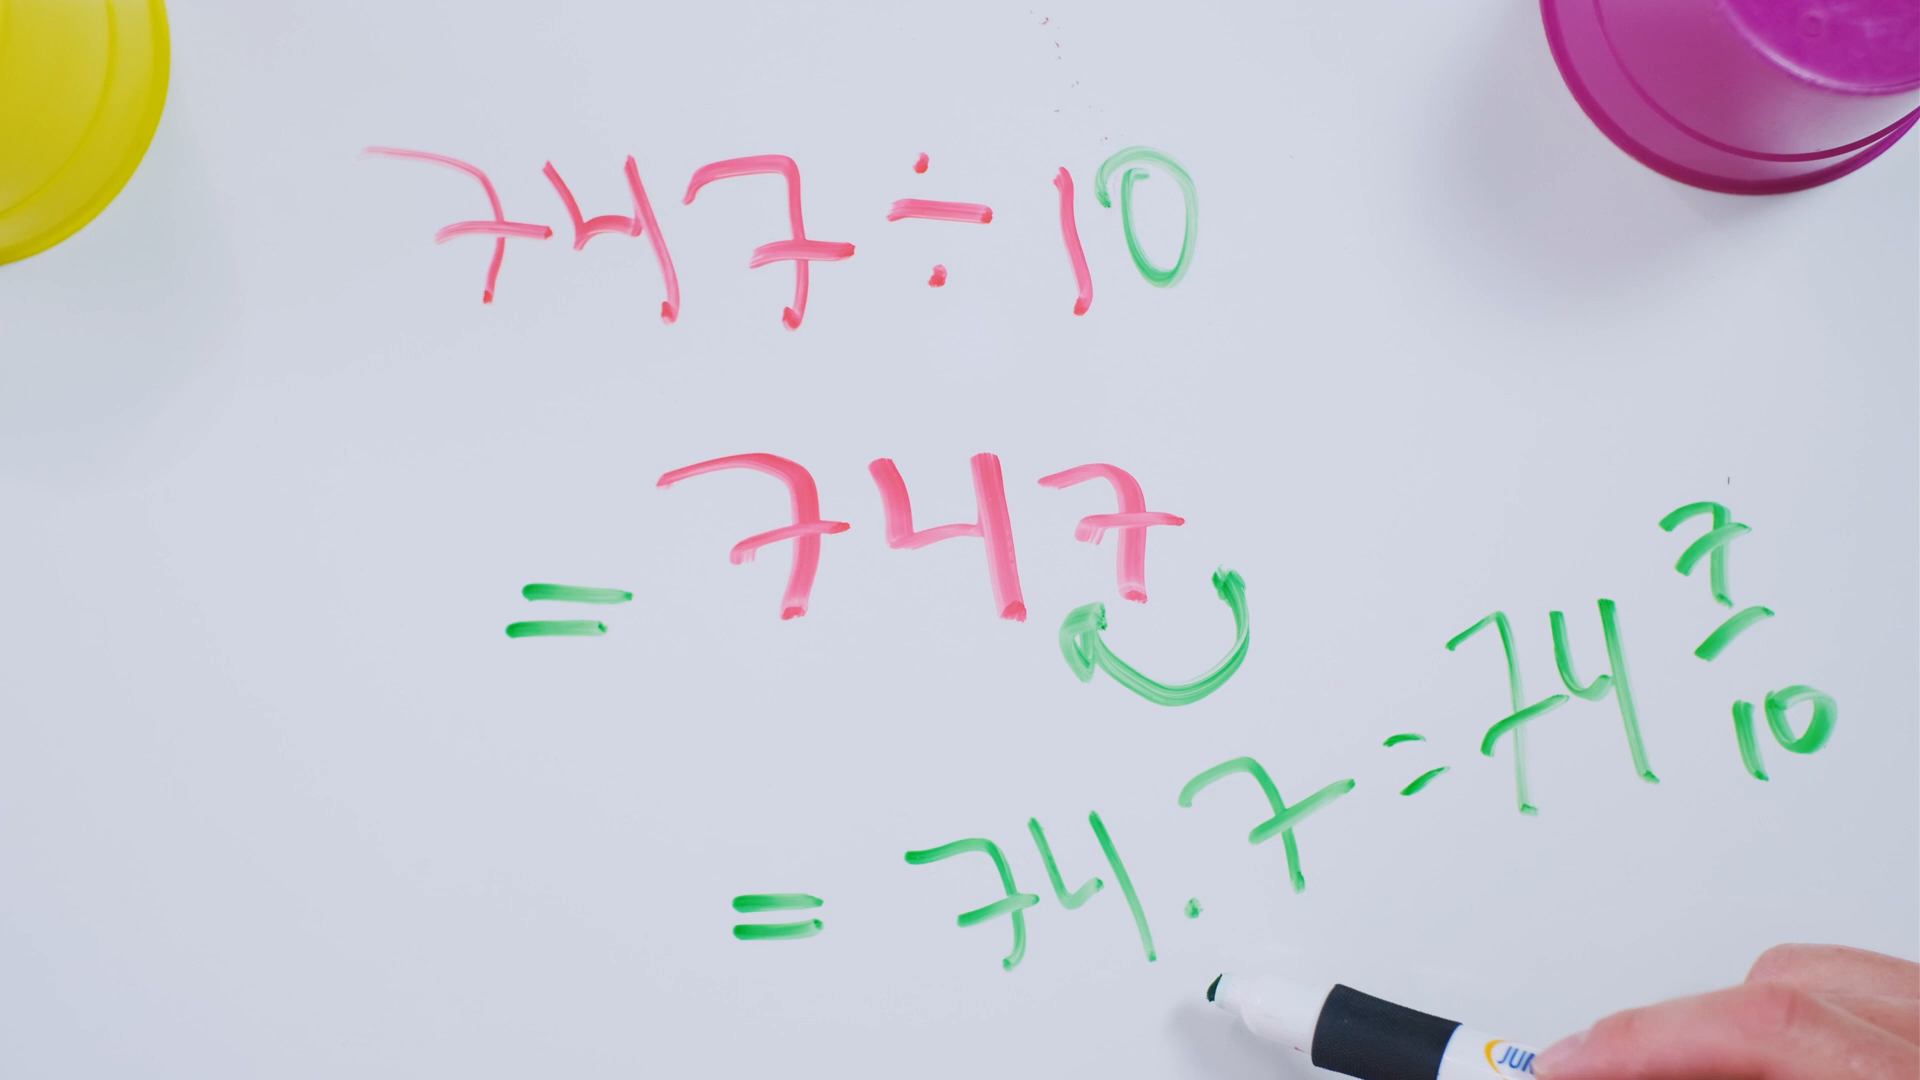 747 ÷ 10
= 747
= 74.7 = 74 7/10